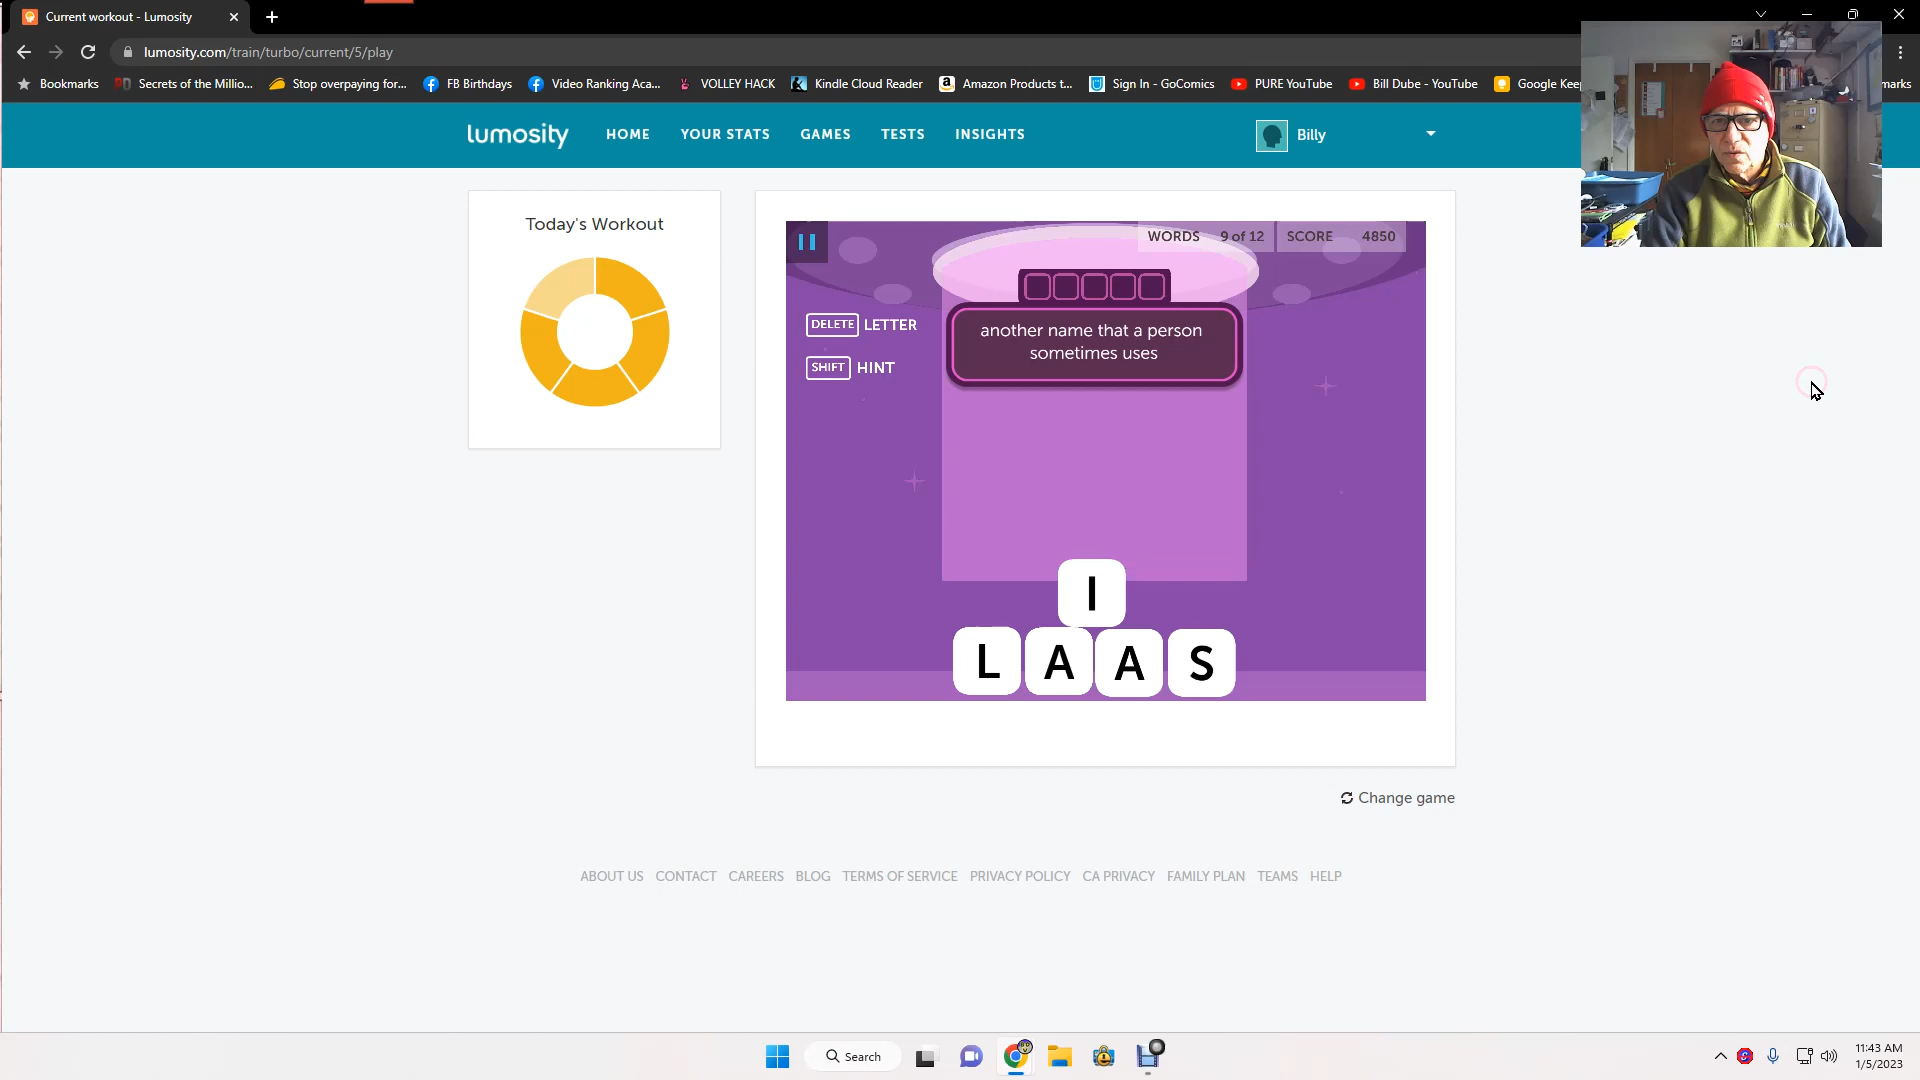 Current workout - Lumosity
lumosity.com/train/turbo/current/5/play
Bookmarks
Secrets of the Millio...
Stop overpaying for...
FB Birthdays
Video Ranking Aca...
VOLLEY HACK
Kindle Cloud Reader
Amazon Products t...
Sign In - GoComics
PURE YouTube
Bill Dube - YouTube
Google Keep
marks
lumosity
HOME
YOUR STATS
GAMES
TESTS
INSIGHTS
Billy
Today's Workout
WORDS 9 of 12
SCORE 4850
DELETE LETTER
SHIFT HINT
another name that a person
sometimes uses
I
L A A S
Change game
ABOUT US CONTACT CAREERS BLOG TERMS OF SERVICE PRIVACY POLICY CA PRIVACY FAMILY PLAN TEAMS HELP
Search
11:43 AM
1/5/2023